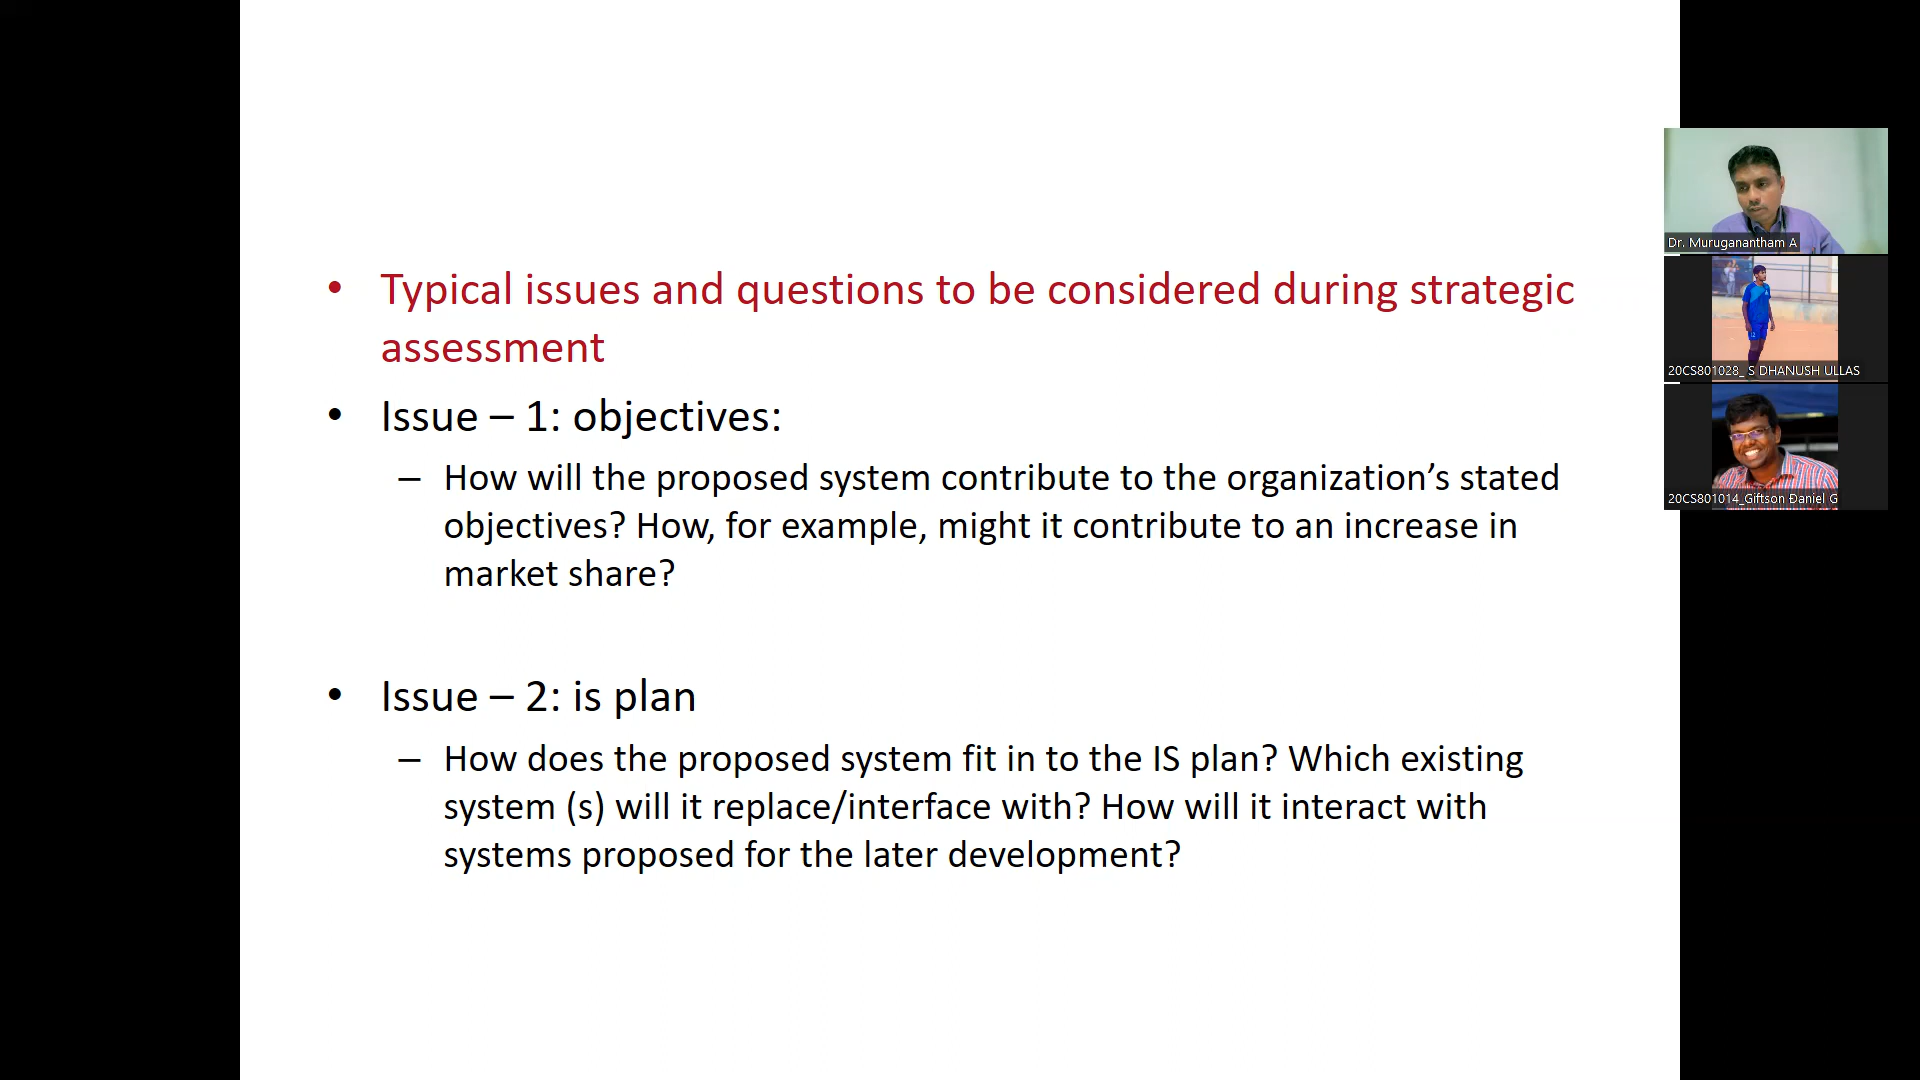 • Typical issues and questions to be considered during strategic
assessment
• Issue – 1: objectives:
– How will the proposed system contribute to the organization’s stated
objectives? How, for example, might it contribute to an increase in
market share?
• Issue – 2: is plan
– How does the proposed system fit in to the IS plan? Which existing
system (s) will it replace/interface with? How will it interact with
systems proposed for the later development?
Dr. Muruganantham A
20CS801028_ S DHANUSH ULLAS
20CS801014_Giftson Daniel G